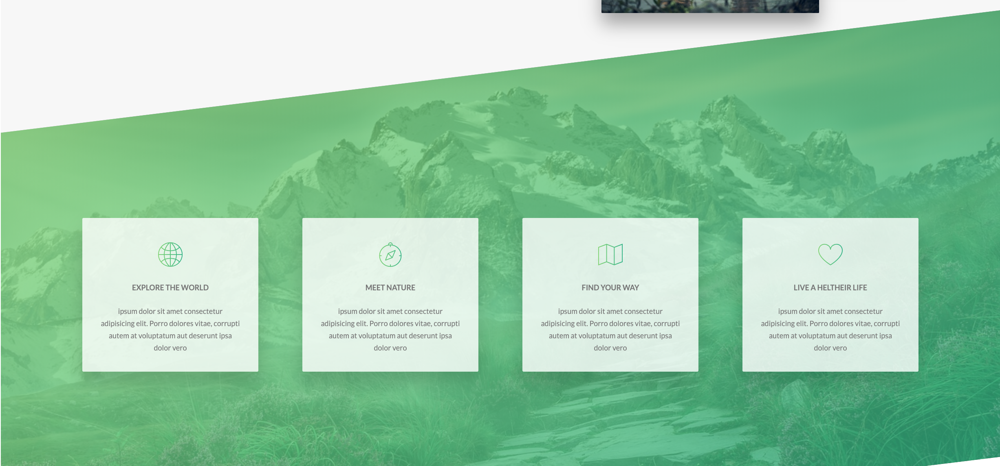 EXPLORE THE WORLD
ipsum dolor sit amet consectetur
adipisicing elit. Porro dolores vitae, corrupti
autem at voluptatum aut deserunt ipsa
dolor vero
MEET NATURE
ipsum dolor sit amet consectetur
adipisicing elit. Porro dolores vitae, corrupti
autem at voluptatum aut deserunt ipsa
dolor vero
FIND YOUR WAY
ipsum dolor sit amet consectetur
adipisicing elit. Porro dolores vitae, corrupti
autem at voluptatum aut deserunt ipsa
dolor vero
LIVE A HELTHEIR LIFE
ipsum dolor sit amet consectetur
adipisicing elit. Porro dolores vitae, corrupti
autem at voluptatum aut deserunt ipsa
dolor vero